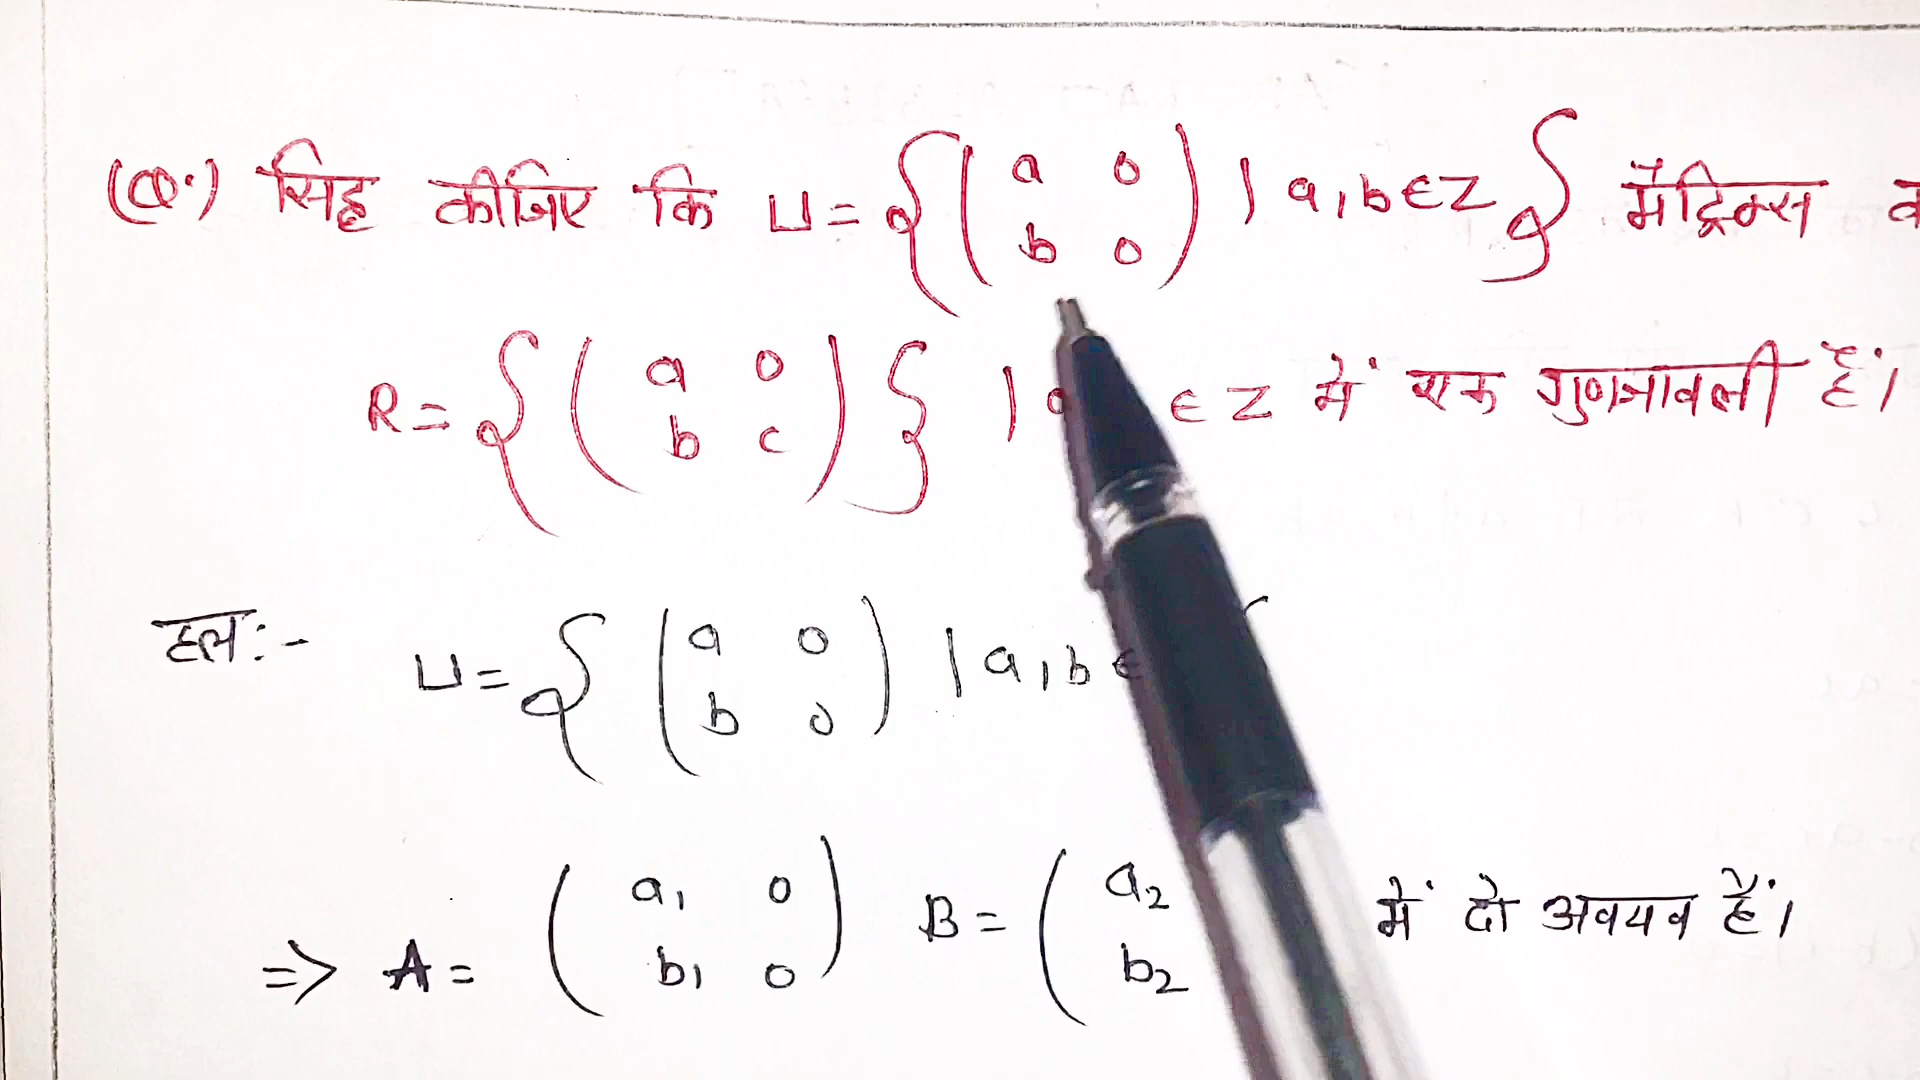 (Q.) सिद्ध कीजिए कि U = { ( a 0 b 0 ) | a, b ∈ Z } मैट्रिक्स
R = { ( a 0 b c ) } | ∈ Z में एक गुणजावली है।
हल :- U = { ( a 0 b 0 ) | a, b ∈
=> A = ( a₁ 0 b₁ 0 ) B = ( a₂ b₂ में दो अवयव हैं।